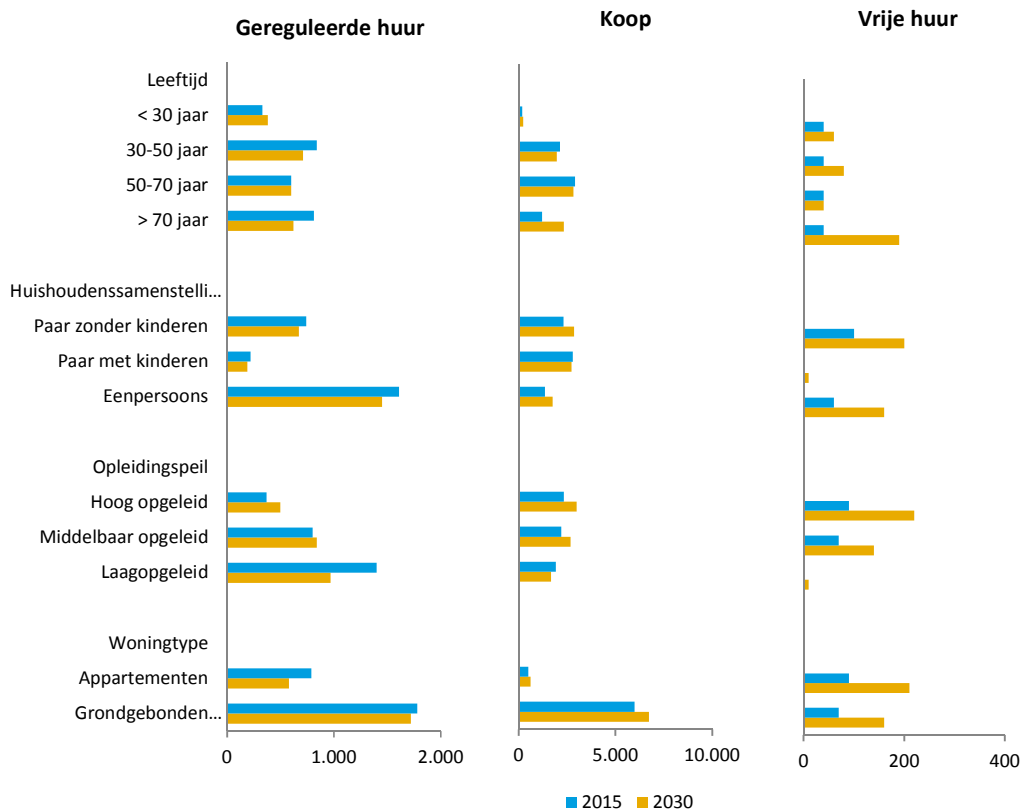 Gereguleerde huur
Koop
Vrije huur
Leeftijd
< 30 jaar
30-50 jaar
50-70 jaar
> 70 jaar
Huishoudenssamenstelli...
Paar zonder kinderen
Paar met kinderen
Eenpersoons
Opleidingspeil
Hoog opgeleid
Middelbaar opgeleid
Laagopgeleid
Woningtype
Appartementen
Grondgebonden...
0 1.000 2.000
0 5.000 10.000
0 200 400
2015 2030